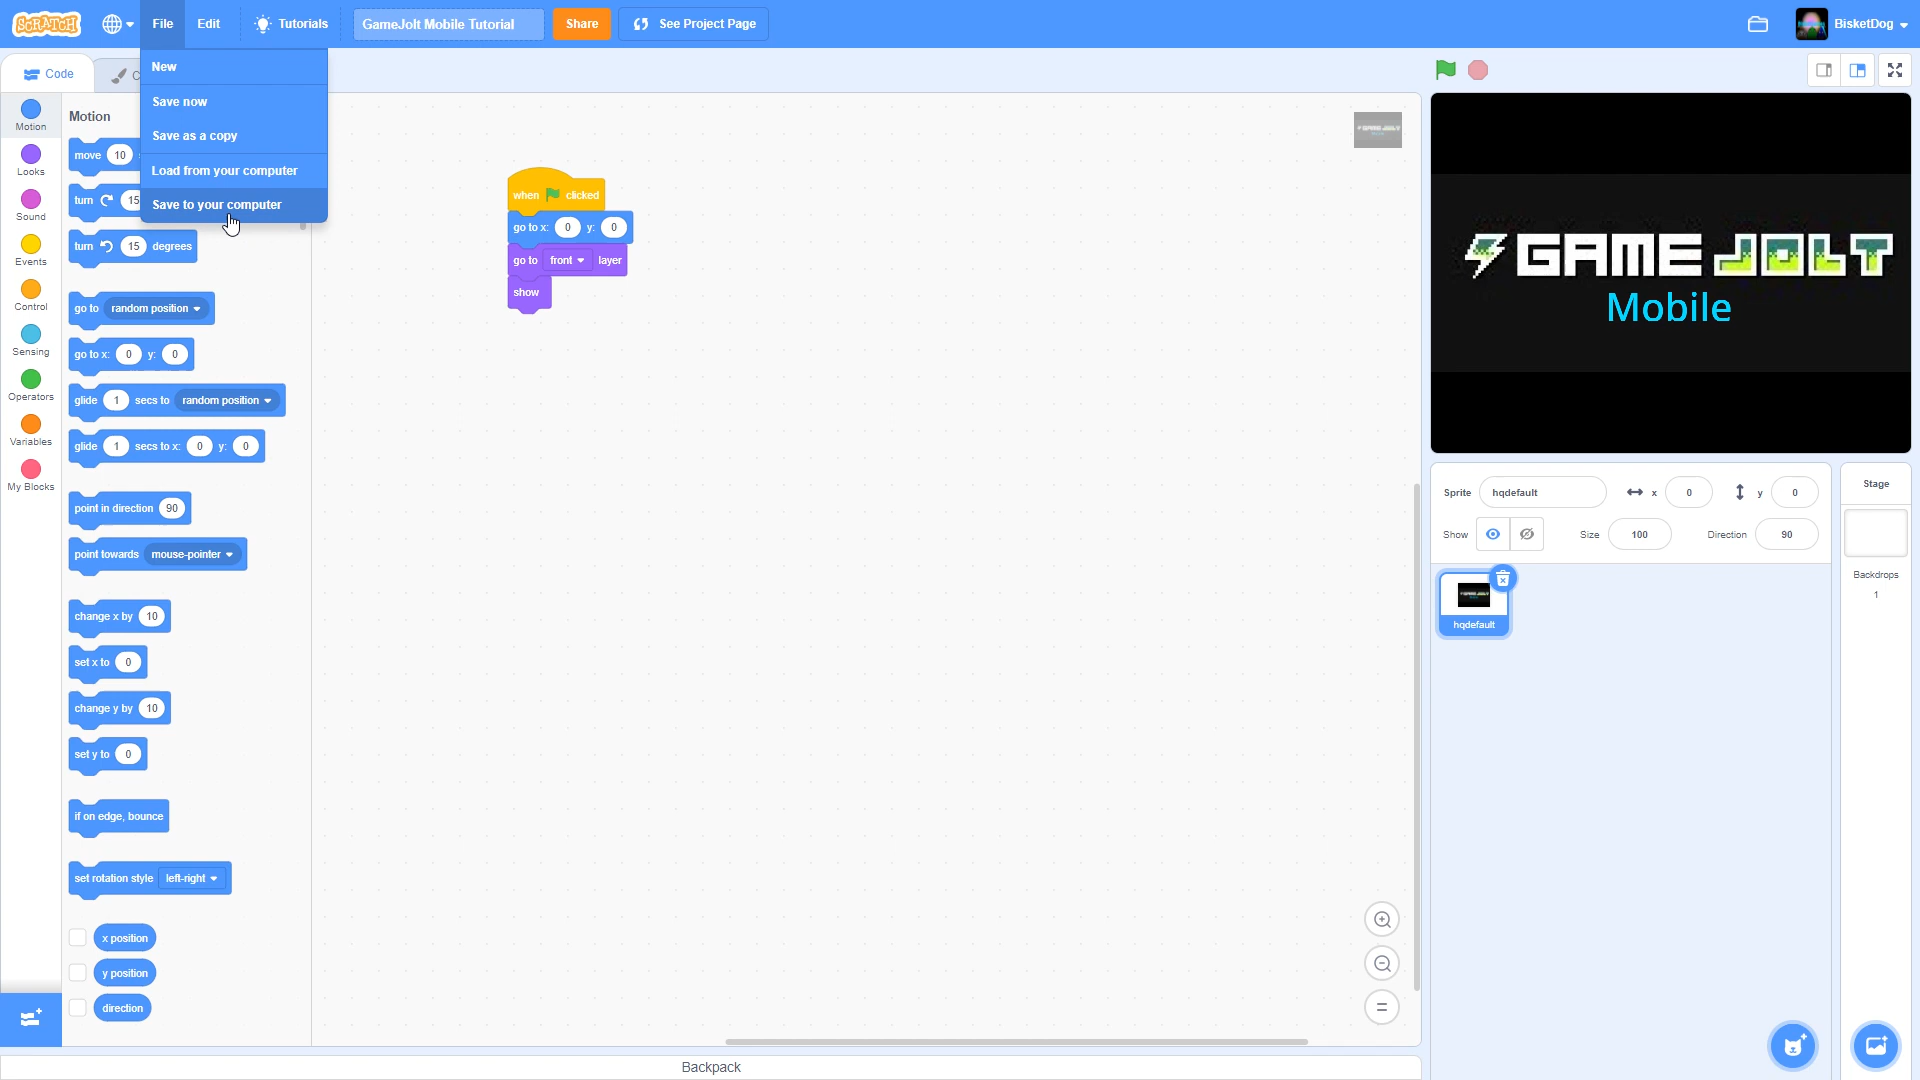 SCRATCH
File
Edit
Tutorials
GameJolt Mobile Tutorial
Share
See Project Page
BisketDog
New
Save now
Save as a copy
Load from your computer
Save to your computer
Code
C
Motion
Looks
Sound
Events
Control
Sensing
Operators
Variables
My Blocks
Motion
move 10
turn 15
turn 15 degrees
go to random position
go to x: 0 y: 0
glide 1 secs to random position
glide 1 secs to x: 0 y: 0
point in direction 90
point towards mouse-pointer
change x by 10
set x to 0
change y by 10
set y to 0
if on edge, bounce
set rotation style left-right
x position
y position
direction
when clicked
go to x: 0 y: 0
go to front layer
show
Backpack
GAME JOLT
Mobile
Sprite hqdefault x 0 y 0
Show Size 100 Direction 90
hqdefault
Stage
Backdrops
1